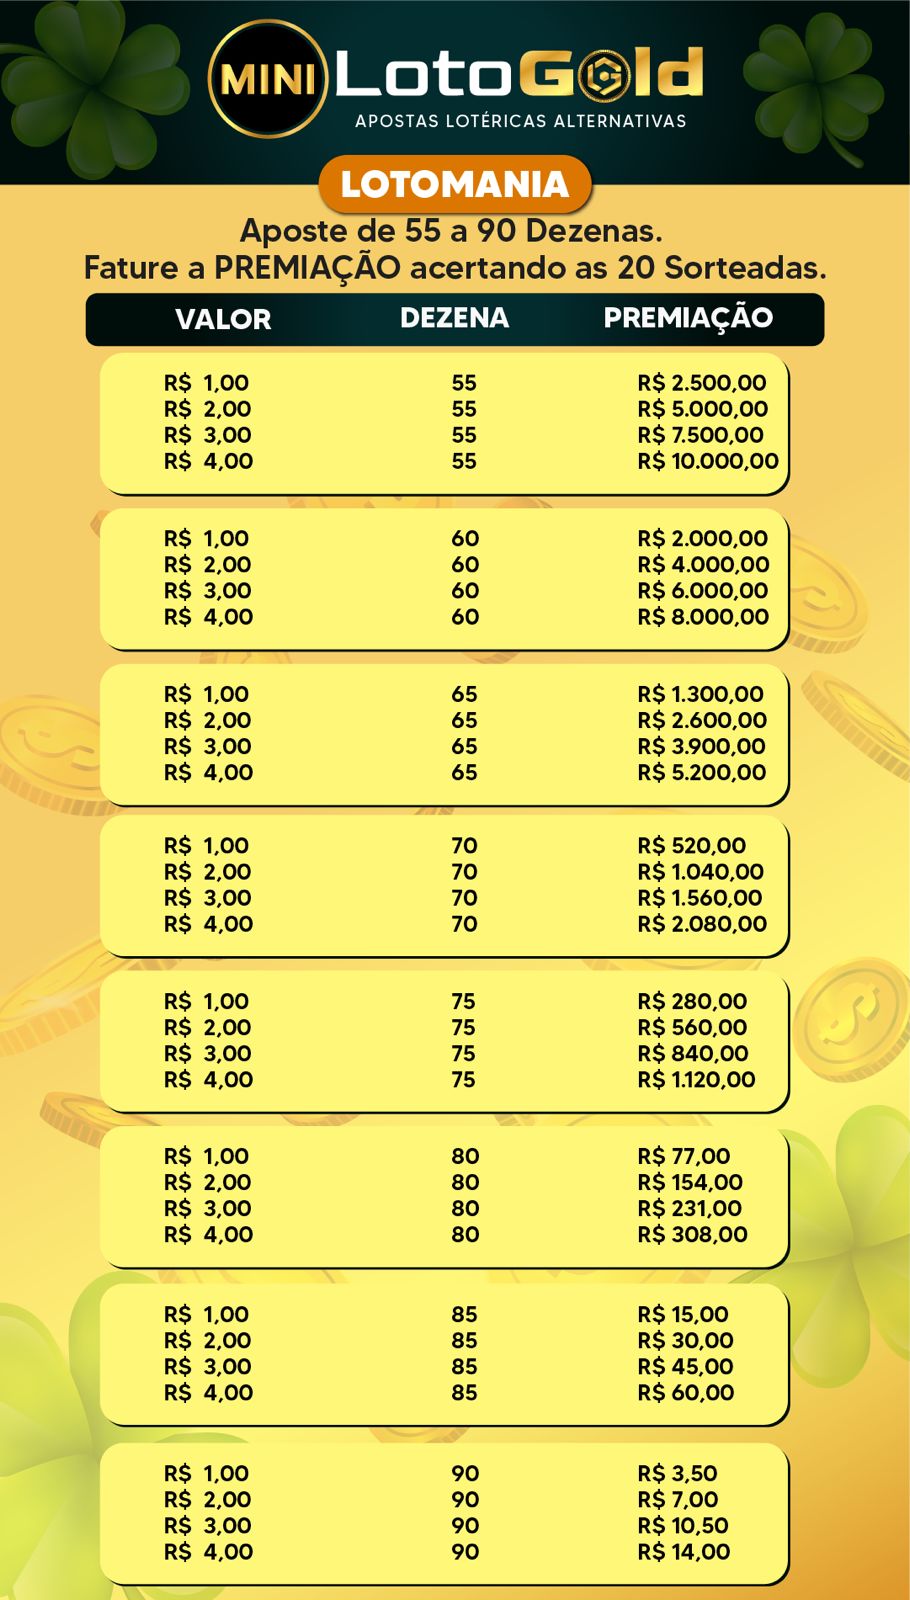 MINI LotoGold
APOSTAS LOTÉRICAS ALTERNATIVAS
LOTOMANIA
Aposte de 55 a 90 Dezenas.
Fature a PREMIAÇÃO acertando as 20 Sorteadas.
VALOR DEZENA PREMIAÇÃO
R$ 1,00 55 R$ 2.500,00
R$ 2,00 55 R$ 5.000,00
R$ 3,00 55 R$ 7.500,00
R$ 4,00 55 R$ 10.000,00
R$ 1,00 60 R$ 2.000,00
R$ 2,00 60 R$ 4.000,00
R$ 3,00 60 R$ 6.000,00
R$ 4,00 60 R$ 8.000,00
R$ 1,00 65 R$ 1.300,00
R$ 2,00 65 R$ 2.600,00
R$ 3,00 65 R$ 3.900,00
R$ 4,00 65 R$ 5.200,00
R$ 1,00 70 R$ 520,00
R$ 2,00 70 R$ 1.040,00
R$ 3,00 70 R$ 1.560,00
R$ 4,00 70 R$ 2.080,00
R$ 1,00 75 R$ 280,00
R$ 2,00 75 R$ 560,00
R$ 3,00 75 R$ 840,00
R$ 4,00 75 R$ 1.120,00
R$ 1,00 80 R$ 77,00
R$ 2,00 80 R$ 154,00
R$ 3,00 80 R$ 231,00
R$ 4,00 80 R$ 308,00
R$ 1,00 85 R$ 15,00
R$ 2,00 85 R$ 30,00
R$ 3,00 85 R$ 45,00
R$ 4,00 85 R$ 60,00
R$ 1,00 90 R$ 3,50
R$ 2,00 90 R$ 7,00
R$ 3,00 90 R$ 10,50
R$ 4,00 90 R$ 14,00